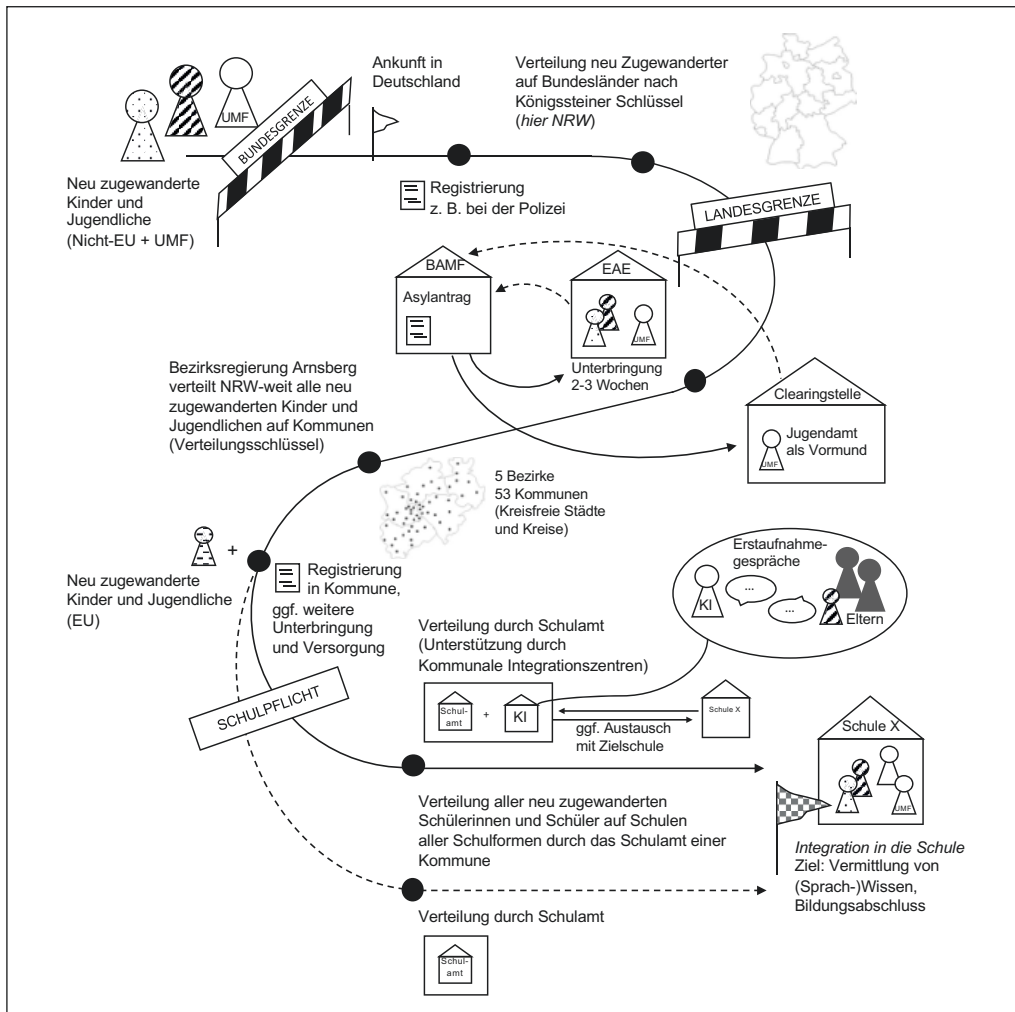 UMF
BUNDESGRENZE
Ankunft in
Deutschland
Verteilung neu Zugewanderter
auf Bundesländer nach
Königssteiner Schlüssel
(hier NRW)
Neu zugewanderte
Kinder und
Jugendliche
(Nicht-EU + UMF)
Registrierung
z. B. bei der Polizei
LANDESGRENZE
BAMF
Asylantrag
EAE
UMF
Unterbringung
2-3 Wochen
Clearingstelle
Jugendamt
als Vormund
UMF
Bezirksregierung Arnsberg
verteilt NRW-weit alle neu
zugewanderten Kinder und
Jugendlichen auf Kommunen
(Verteilungsschlüssel)
5 Bezirke
53 Kommunen
(Kreisfreie Städte
und Kreise)
+
Neu zugewanderte
Kinder und Jugendliche
(EU)
Registrierung
in Kommune,
ggf. weitere
Unterbringung
und Versorgung
Erstaufnahme-
gespräche
KI
...
...
Eltern
SCHULPFLICHT
Verteilung durch Schulamt
(Unterstützung durch
Kommunale Integrationszentren)
Schul-
amt
+
KI
Schule X
ggf. Austausch
mit Zielschule
Schule X
UMF
Verteilung aller neu zugewanderten
Schülerinnen und Schüler auf Schulen
aller Schulformen durch das Schulamt einer
Kommune
Integration in die Schule
Ziel: Vermittlung von
(Sprach-)Wissen,
Bildungsabschluss
Verteilung durch Schulamt
Schul-
amt